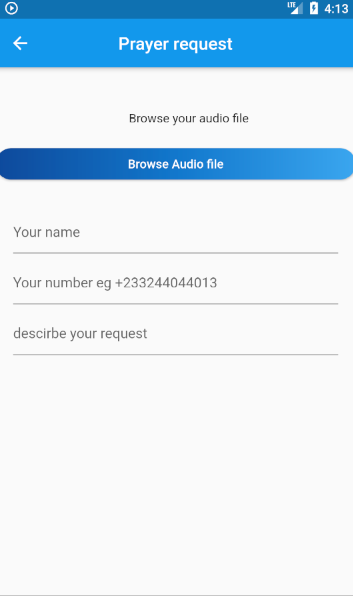 LTE 4:13
Prayer request
Browse your audio file
Browse Audio file
Your name
Your number eg +233244044013
descirbe your request